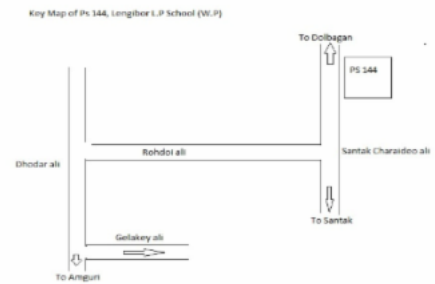 Key Map of Ps 144, Lengibor L.P School (W.P)
To Dolbagan
PS 144
Rohdoi ali
Santak Charaideo ali
Dhodar ali
To Santak
Gelakey ali
To Amguri